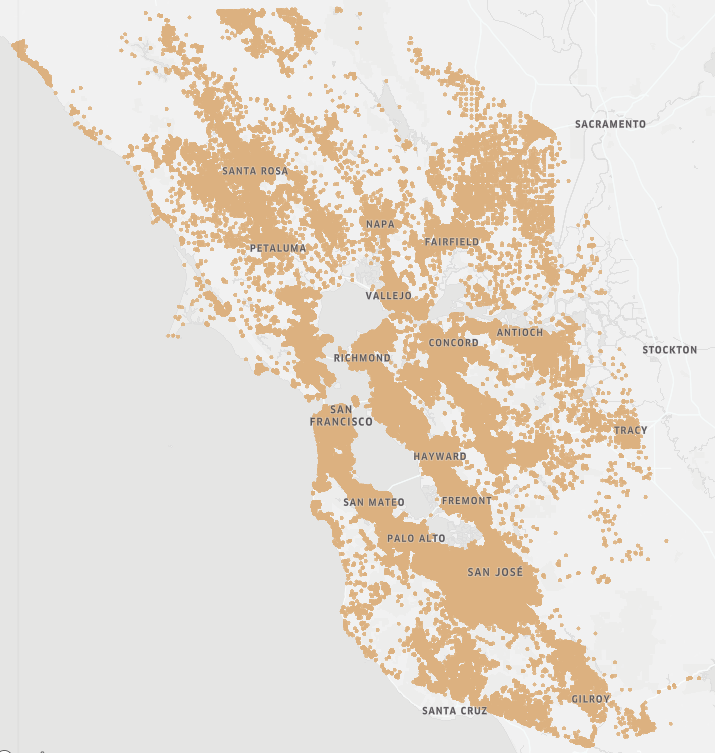 SACRAMENTO
SANTA ROSA
NAPA
FAIRFIELD
PETALUMA
VALLEJO
ANTIOCH
CONCORD
STOCKTON
RICHMOND
SAN
FRANCISCO
TRACY
HAYWARD
SAN MATEO
FREMONT
PALO ALTO
SAN JOSÉ
GILROY
SANTA CRUZ